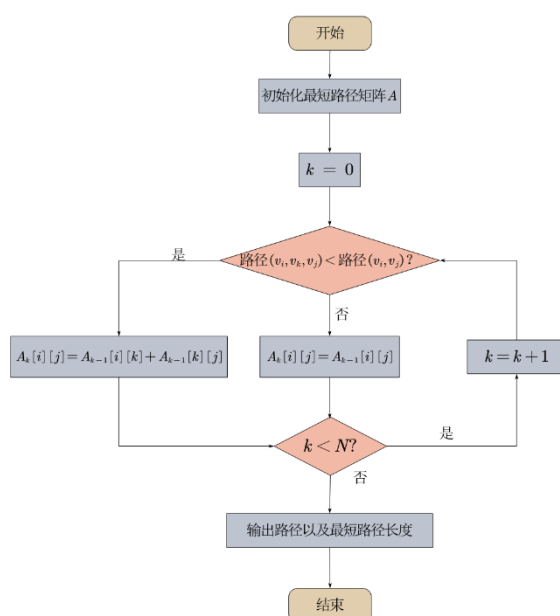 开始
初始化最短路径矩阵A
k = 0
路径(v_i,v_k,v_j)<路径(v_i,v_j)？
是
否
A_k[i][j]=A_{k-1}[i][k]+A_{k-1}[k][j]
A_k[i][j]=A_{k-1}[i][j]
k=k+1
k<N?
是
否
输出路径以及最短路径长度
结束